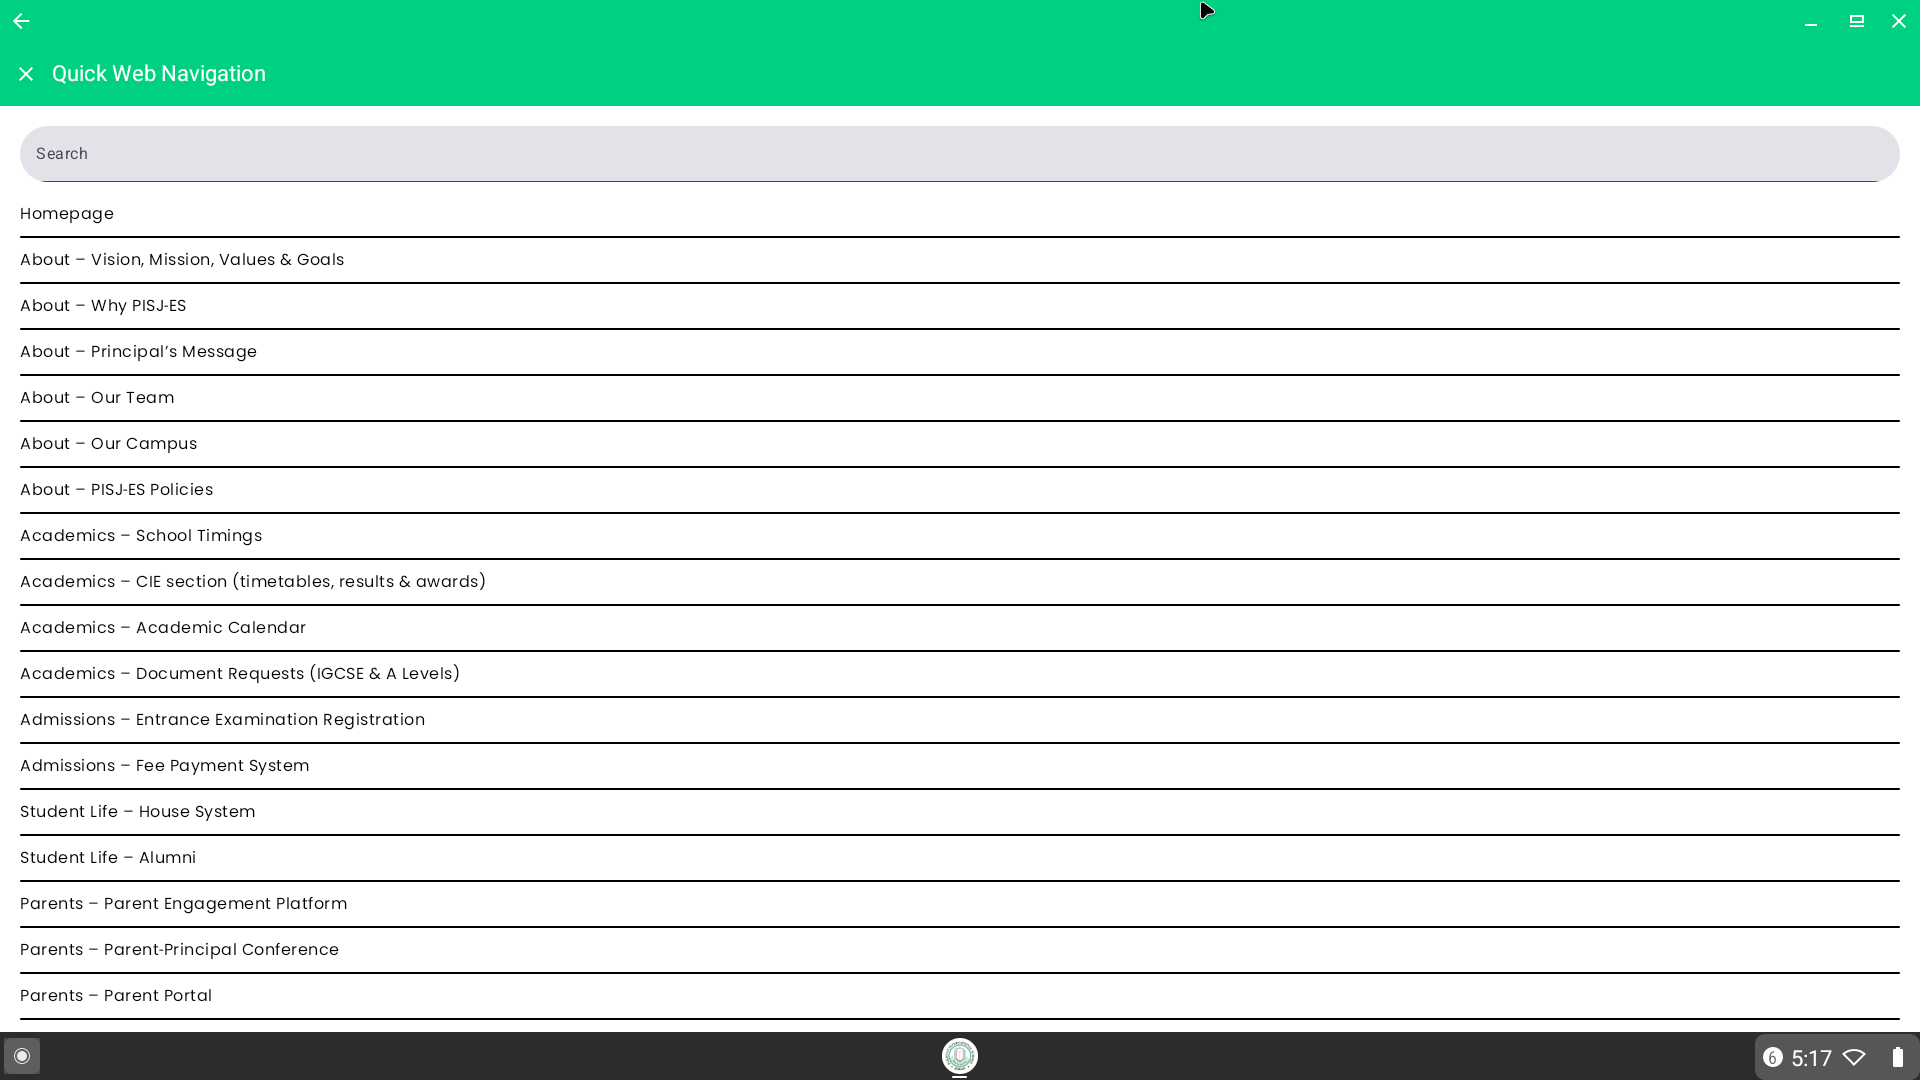 Quick Web Navigation
Search
Homepage
About – Vision, Mission, Values & Goals
About – Why PISJ-ES
About – Principal’s Message
About – Our Team
About – Our Campus
About – PISJ-ES Policies
Academics – School Timings
Academics – CIE section (timetables, results & awards)
Academics – Academic Calendar
Academics – Document Requests (IGCSE & A Levels)
Admissions – Entrance Examination Registration
Admissions – Fee Payment System
Student Life – House System
Student Life – Alumni
Parents – Parent Engagement Platform
Parents – Parent-Principal Conference
Parents – Parent Portal
6 5:17